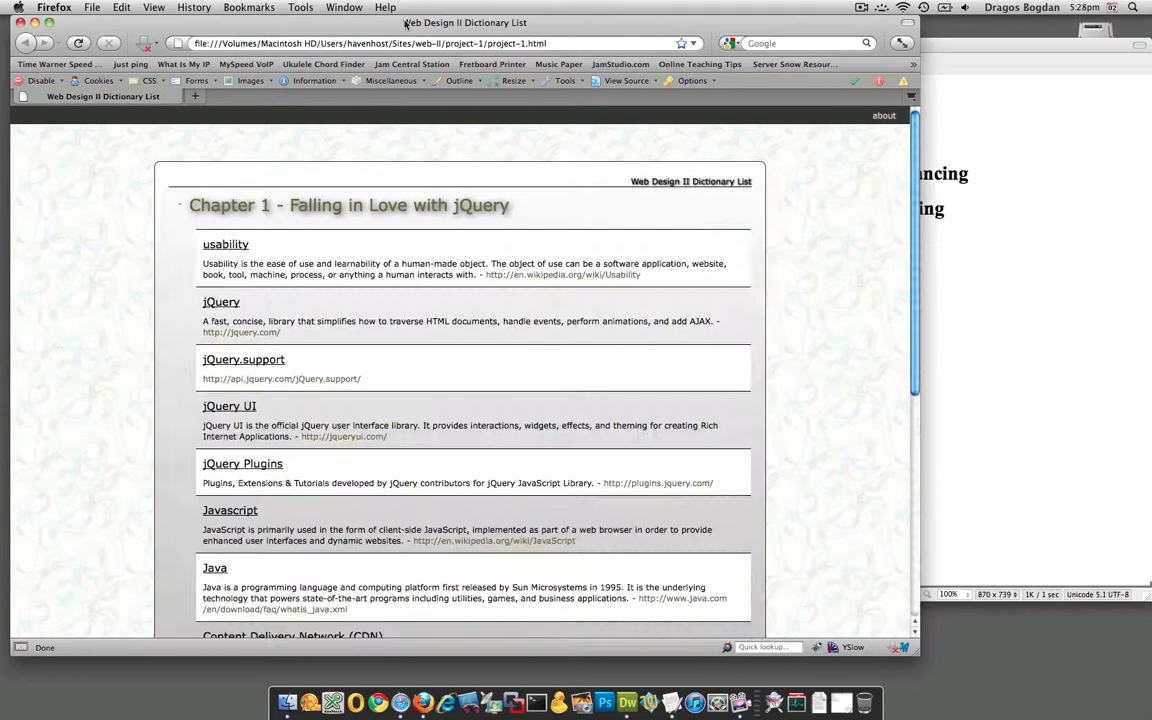 Firefox File Edit View History Bookmarks Tools Window Help Dragos Bogdan 5:28pm 02
Web Design II Dictionary List
file:///Volumes/Macintosh HD/Users/havenhost/Sites/web-II/project-1/project-1.html Google
Time Warner Speed ... just ping What Is My IP MySpeed VoIP Ukulele Chord Finder Jam Central Station Fretboard Printer Music Paper JamStudio.com Online Teaching Tips Server Snow Resour... »
Disable Cookies CSS Forms Images Information Miscellaneous Outline Resize Tools View Source Options
Web Design II Dictionary List +
about
Web Design II Dictionary List
- Chapter 1 - Falling in Love with jQuery
usability
Usability is the ease of use and learnability of a human-made object. The object of use can be a software application, website,
book, tool, machine, process, or anything a human interacts with. - http://en.wikipedia.org/wiki/Usability
jQuery
A fast, concise, library that simplifies how to traverse HTML documents, handle events, perform animations, and add AJAX. -
http://jquery.com/
jQuery.support
http://api.jquery.com/jQuery.support/
jQuery UI
jQuery UI is the official jQuery user interface library. It provides interactions, widgets, effects, and theming for creating Rich
Internet Applications. - http://jqueryui.com/
jQuery Plugins
Plugins, Extensions & Tutorials developed by jQuery contributors for jQuery JavaScript Library. - http://plugins.jquery.com/
Javascript
JavaScript is primarily used in the form of client-side JavaScript, implemented as part of a web browser in order to provide
enhanced user interfaces and dynamic websites. - http://en.wikipedia.org/wiki/JavaScript
Java
Java is a programming language and computing platform first released by Sun Microsystems in 1995. It is the underlying
technology that powers state-of-the-art programs including utilities, games, and business applications. - http://www.java.com
/en/download/faq/whatis_java.xml
Content Delivery Network (CDN)
ancing
ing
100% 870 x 739 1K / 1 sec Unicode 5.1 UTF-8
Done Quick lookup... YSlow
Ps Dw